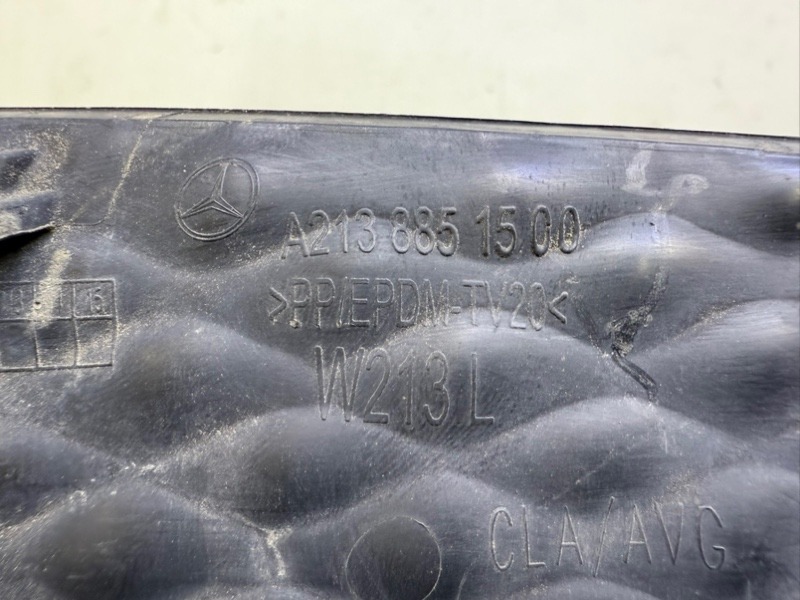 A213 885 15 00
>PP/EPDM-TV20<
W213 L
CLA/AVG